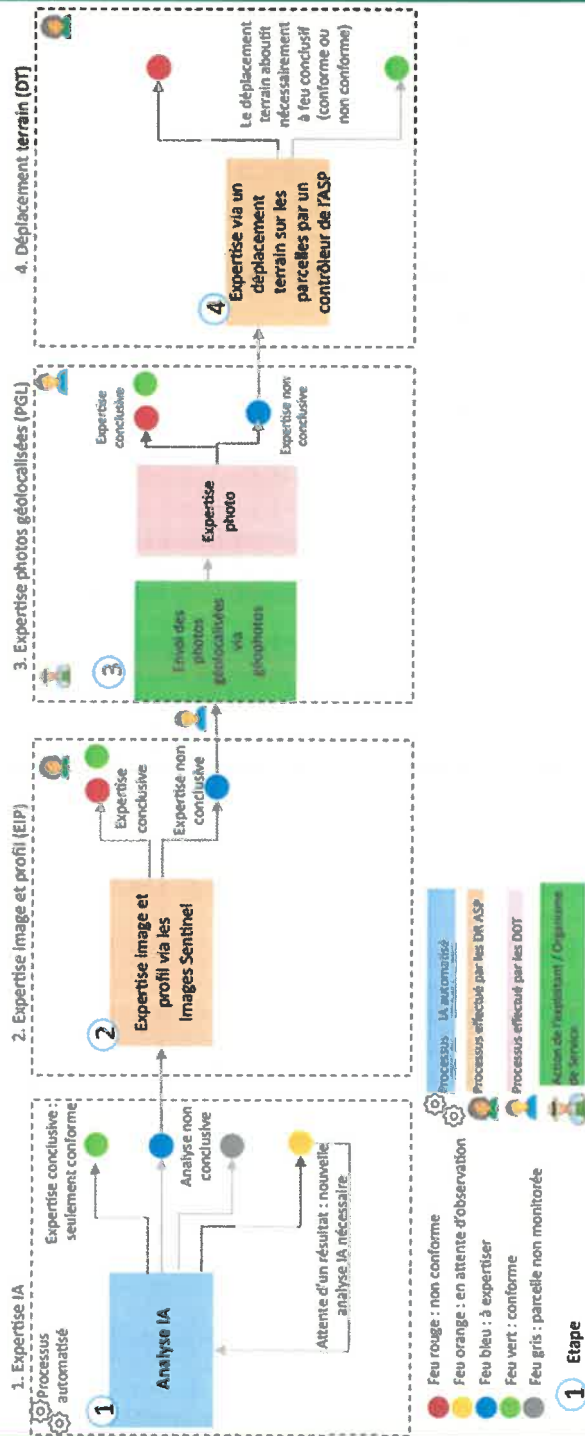 1. Expertise IA
Processus
automatisé
1
Analyse IA
Expertise conclusive :
seulement conforme
Analyse non
conclusive
Attente d'un résultat : nouvelle
analyse IA nécessaire
2. Expertise image et profil (EIP)
2
Expertise image et
profil via les
Images Sentinel
Expertise
conclusive
Expertise non
conclusive
3. Expertise photos géolocalisées (PGL)
3
Envoi des
photos
géolocalisées
via
géophotos
Expertise
photo
Expertise
conclusive
Expertise non
conclusive
4. Déplacement terrain (DT)
4
Expertise via un
déplacement
terrain sur les
parcelles par un
contrôleur de l'ASP
Le déplacement
terrain aboutit
nécessairement
à feu conclusif
(conforme ou
non conforme)
Feu rouge : non conforme
Feu orange : en attente d'observation
Feu bleu : à expertiser
Feu vert : conforme
Feu gris : parcelle non monitorée
1 Etape
Processus IA automatisé
Processus effectué par les DR ASP
Processus effectué par les DDT
Action de l'exploitant / Organisme
de Service